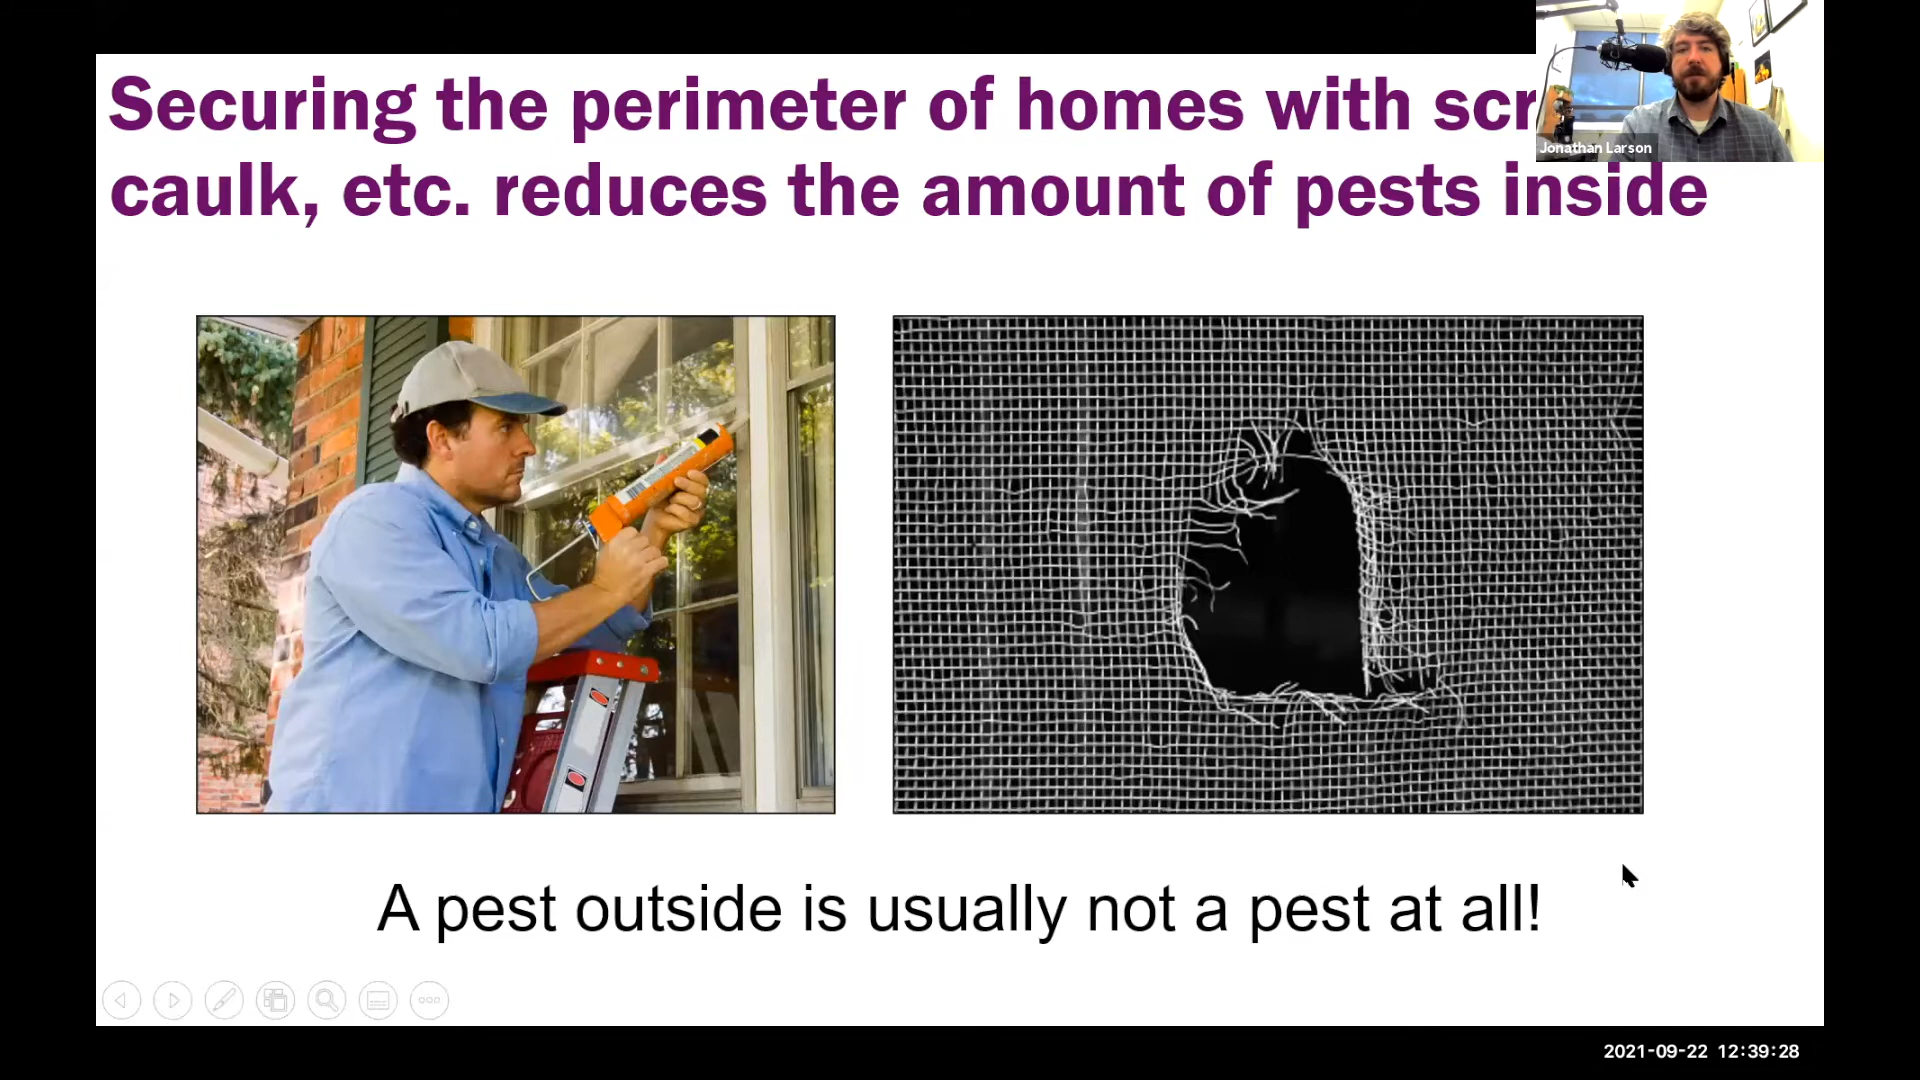 Securing the perimeter of homes with scr
caulk, etc. reduces the amount of pests inside
Jonathan Larson
A pest outside is usually not a pest at all!
2021-09-22 12:39:28